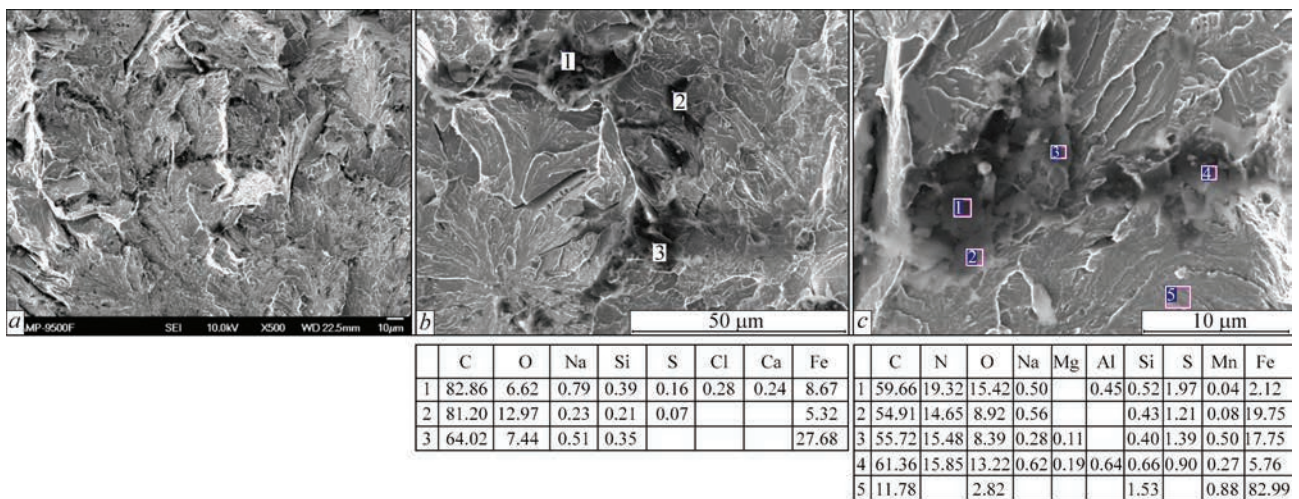 1
2
3
1
2
3
4
5
a
MP-9500F SEI 10.0kV X500 WD 22.5mm 10μm
b
50 μm
c
10 μm
C O Na Si S Cl Ca Fe
1 82.86 6.62 0.79 0.39 0.16 0.28 0.24 8.67
2 81.20 12.97 0.23 0.21 0.07 5.32
3 64.02 7.44 0.51 0.35 27.68
C N O Na Mg Al Si S Mn Fe
1 59.66 19.32 15.42 0.50 0.45 0.52 1.97 0.04 2.12
2 54.91 14.65 8.92 0.56 0.43 1.21 0.08 19.75
3 55.72 15.48 8.39 0.28 0.11 0.40 1.39 0.50 17.75
4 61.36 15.85 13.22 0.62 0.19 0.64 0.66 0.90 0.27 5.76
5 11.78 2.82 1.53 0.88 82.99